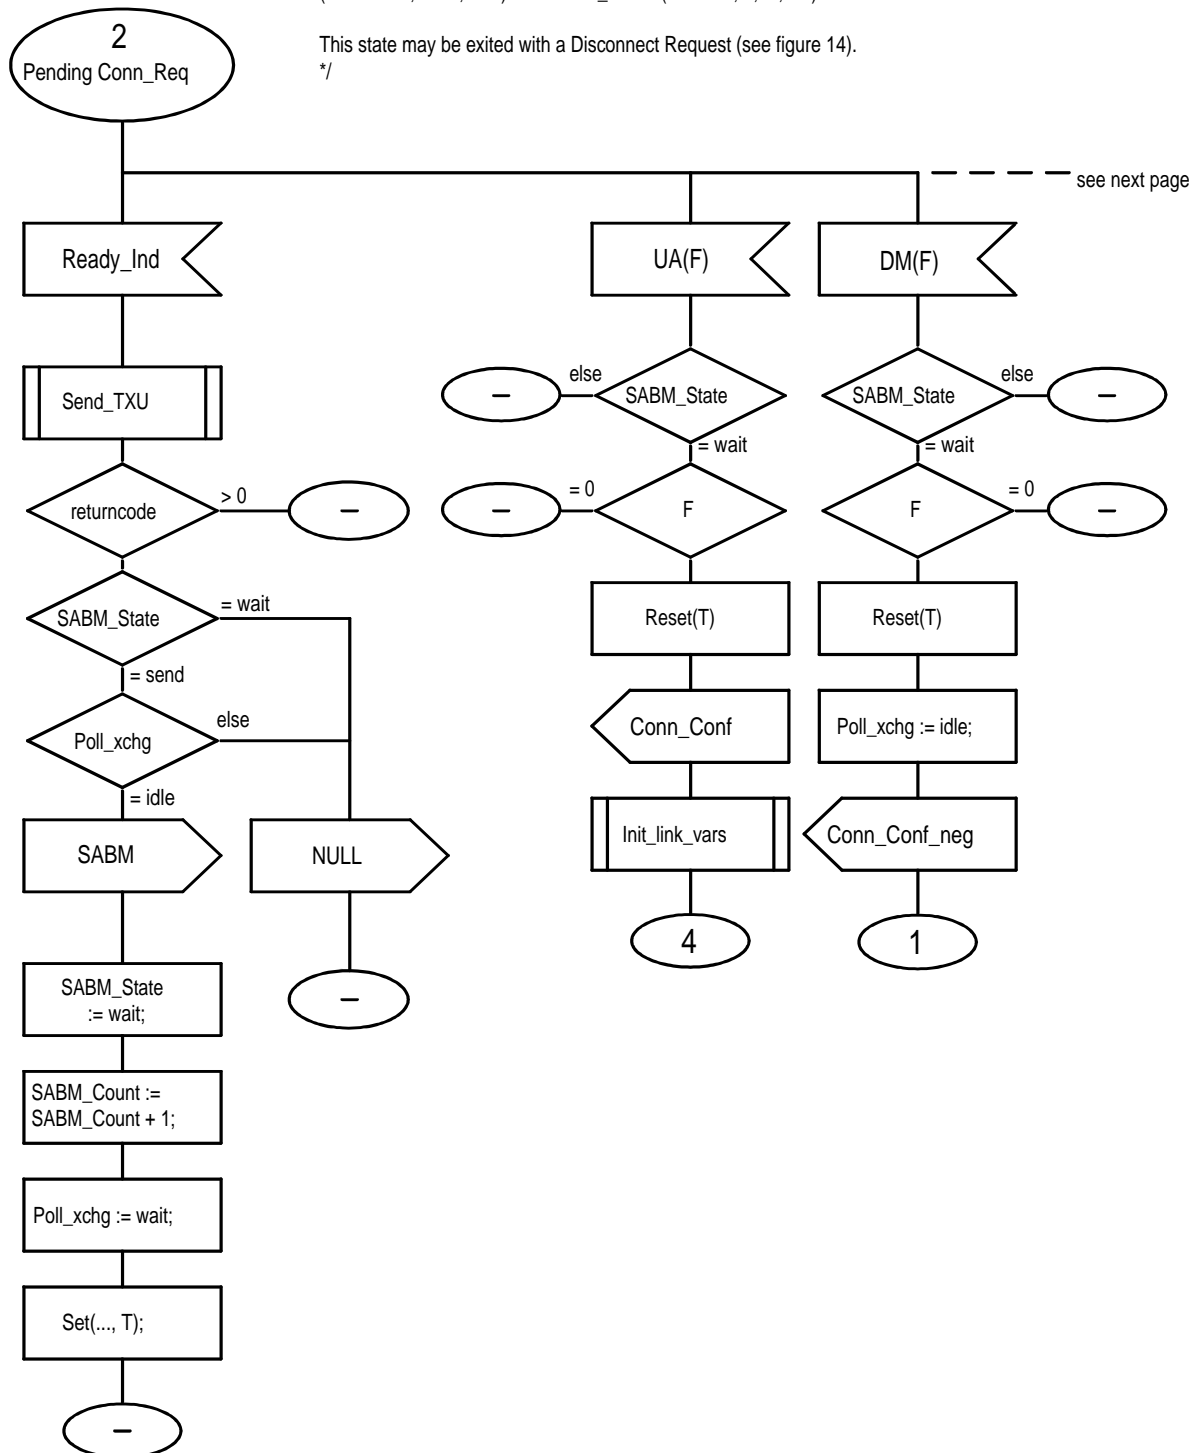 2
Pending Conn_Req
This state may be exited with a Disconnect Request (see figure 14).
*/
see next page
Ready_Ind
UA(F)
DM(F)
Send_TXU
–
else
SABM_State
= wait
SABM_State
else
–
= wait
returncode
> 0
–
–
= 0
F
F
= 0
–
SABM_State
= wait
= send
Reset(T)
Reset(T)
Poll_xchg
else
= idle
Conn_Conf
Poll_xchg := idle;
SABM
NULL
Init_link_vars
Conn_Conf_neg
4
1
SABM_State
:= wait;
–
SABM_Count :=
SABM_Count + 1;
Poll_xchg := wait;
Set(..., T);
–